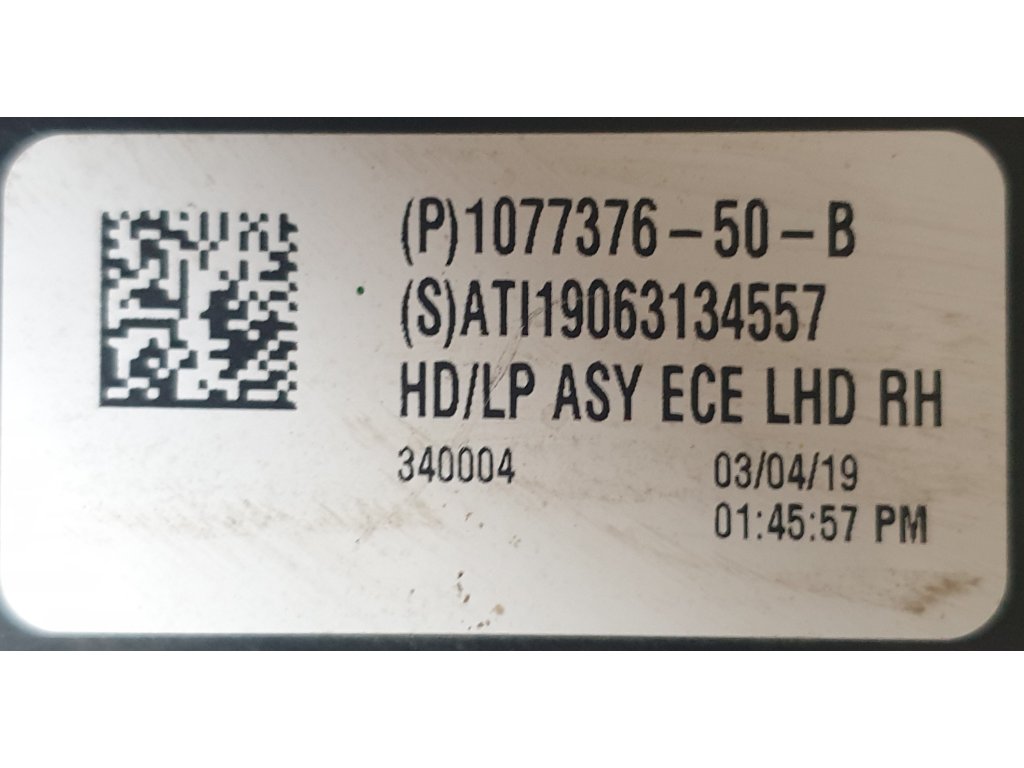 (P)1077376-50-B
(S)ATI19063134557
HD/LP ASY ECE LHD RH
340004 03/04/19
01:45:57 PM